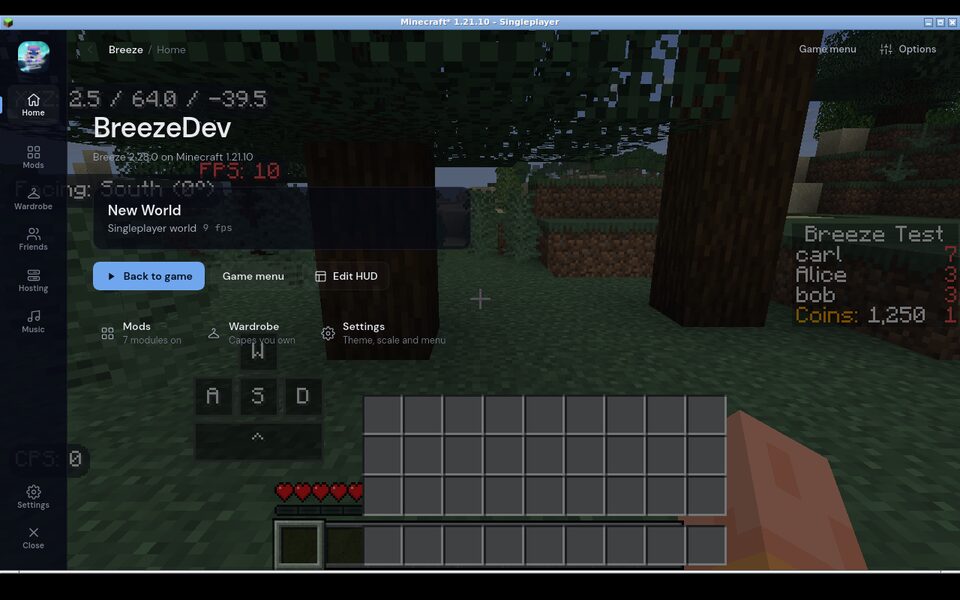 Minecraft* 1.21.10 - Singleplayer
Breeze / Home
Game menu
Options
2.5 / 64.0 / -39.5
Home
BreezeDev
Breeze 2.26.0 on Minecraft 1.21.10
FPS: 10
Mods
Facing: South (0°)
Wardrobe
New World
Singleplayer world 9 fps
Friends
Breeze Test
carl 7
Alice 3
bob 3
Coins: 1,250 1
Back to game
Game menu
Edit HUD
Hosting
Music
Mods
7 modules on
Wardrobe
Capes you own
Settings
Theme, scale and menu
W
A S D
^
CPS: 0
Settings
Close